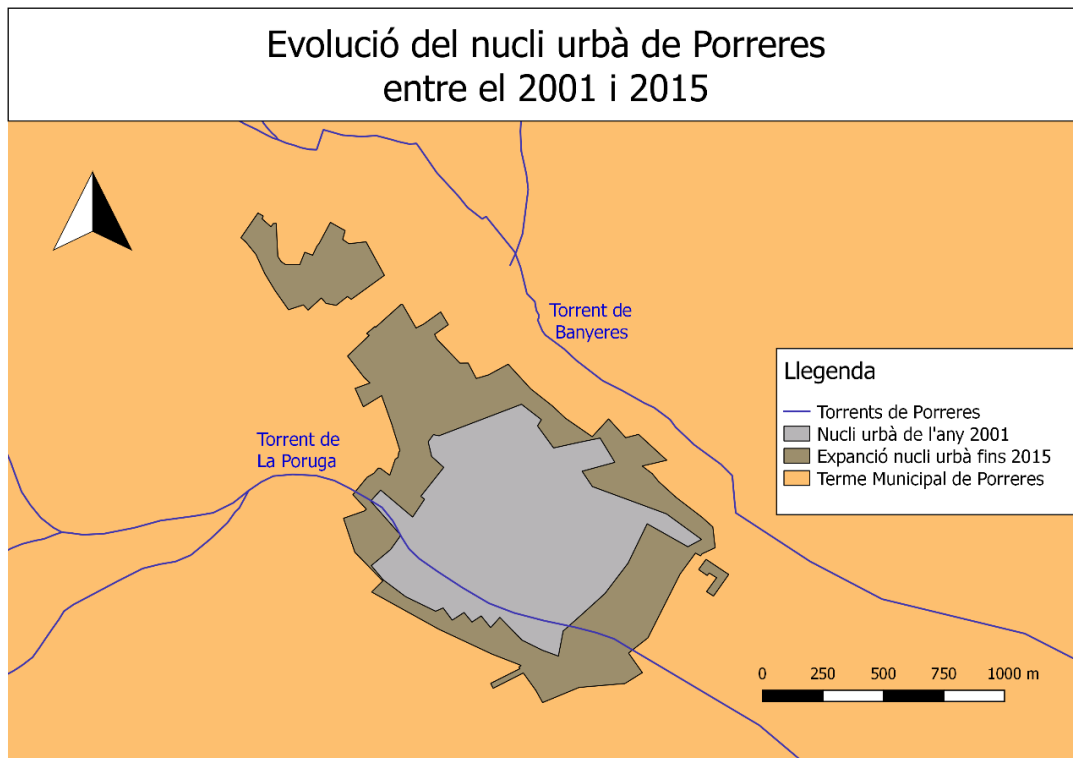 Evolució del nucli urbà de Porreres
entre el 2001 i 2015
Torrent de
Banyeres
Torrent de
La Poruga
Llegenda
Torrents de Porreres
Nucli urbà de l'any 2001
Expanció nucli urbà fins 2015
Terme Municipal de Porreres
0 250 500 750 1000 m